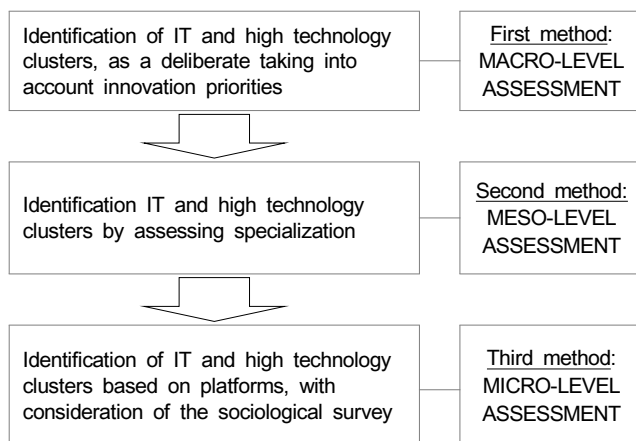 Identification of IT and high technology
clusters, as a deliberate taking into
account innovation priorities
First method:
MACRO-LEVEL
ASSESSMENT
Identification IT and high technology
clusters by assessing specialization
Second method:
MESO-LEVEL
ASSESSMENT
Identification of IT and high technology
clusters based on platforms, with
consideration of the sociological survey
Third method:
MICRO-LEVEL
ASSESSMENT